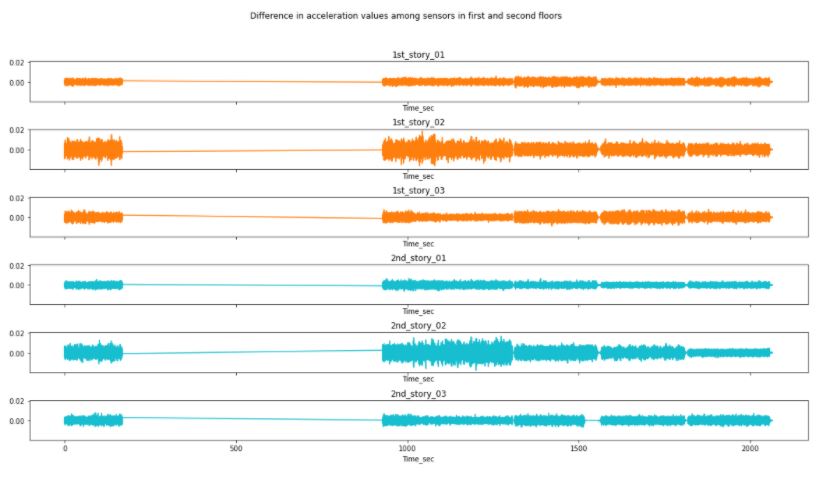 Difference in acceleration values among sensors in first and second floors
1st_story_01
0.02
0.00
Time_sec
1st_story_02
0.02
0.00
Time_sec
1st_story_03
0.02
0.00
Time_sec
2nd_story_01
0.02
0.00
Time_sec
2nd_story_02
0.02
0.00
Time_sec
2nd_story_03
0.02
0.00
0 500 1000 1500 2000
Time_sec